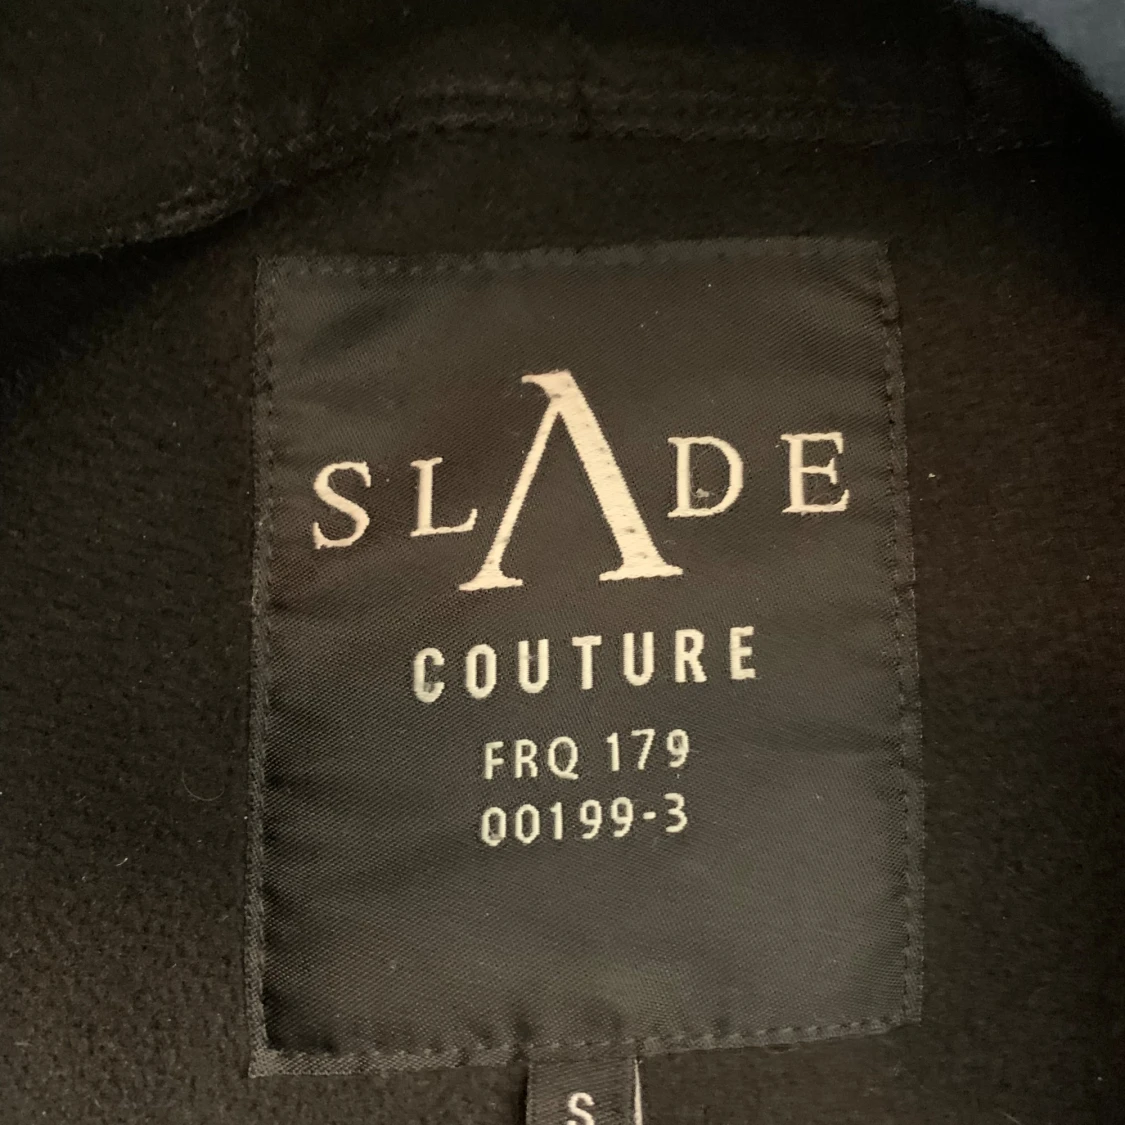 SLΛDE
COUTURE
FRQ 179
00199-3
S